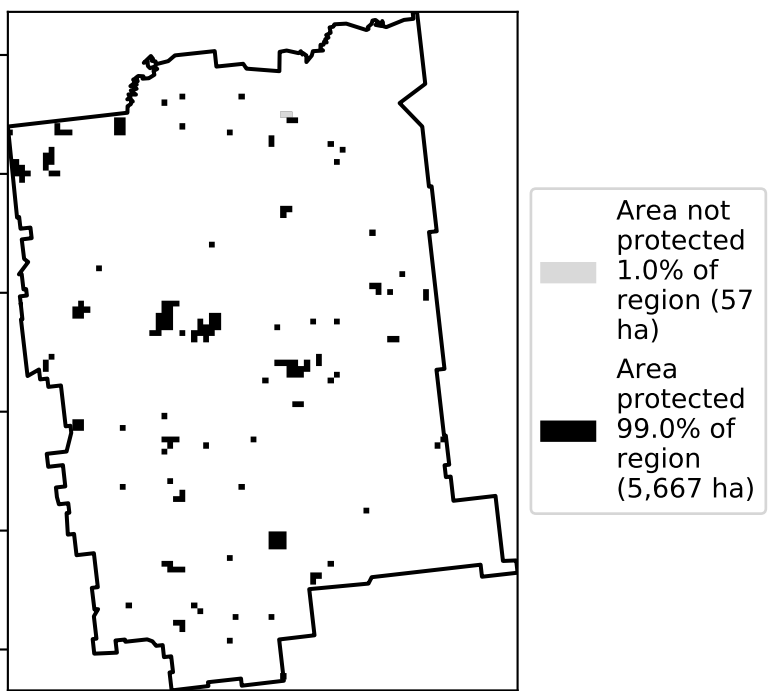 Area not
protected
1.0% of
region (57
ha)
Area
protected
99.0% of
region
(5,667 ha)